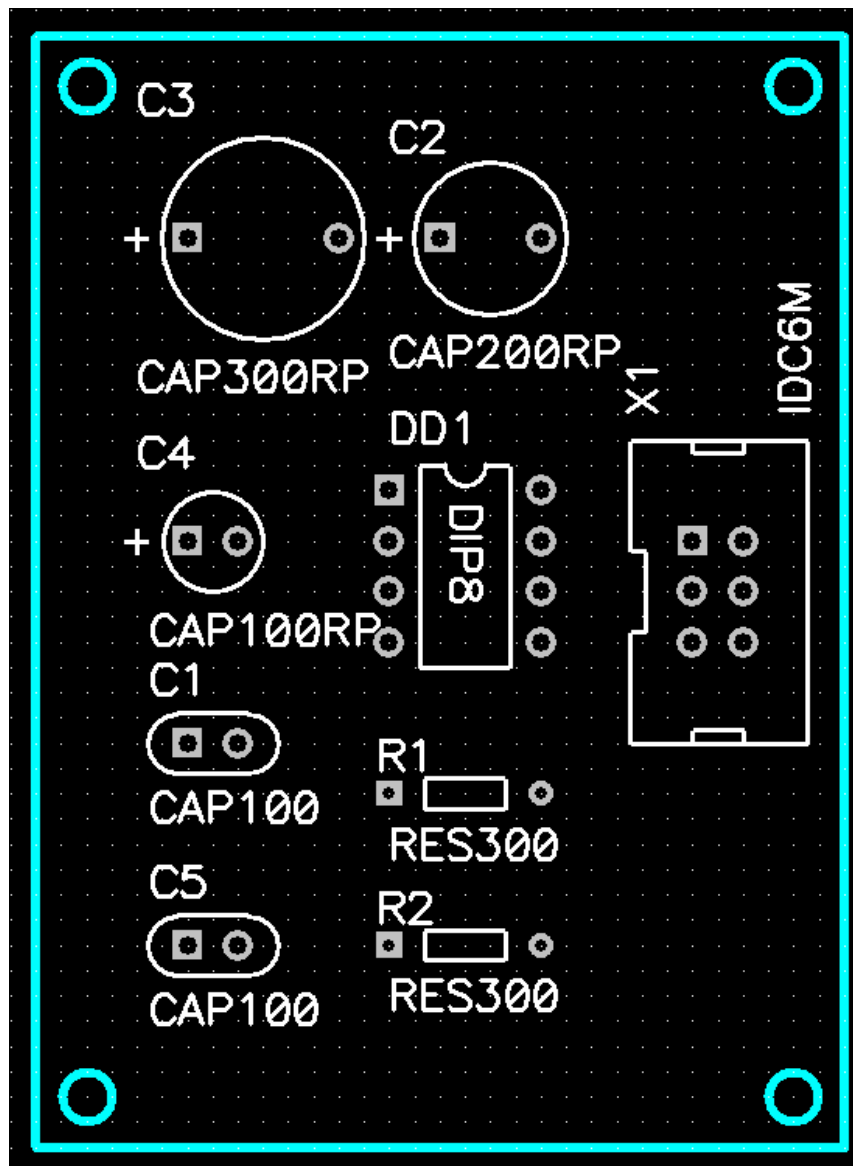 C3
C2
+
+
CAP300RP
CAP200RP
X1
IDC6M
C4
DD1
+
DIP8
CAP100RP
C1
CAP100
R1
RES300
C5
R2
CAP100
RES300